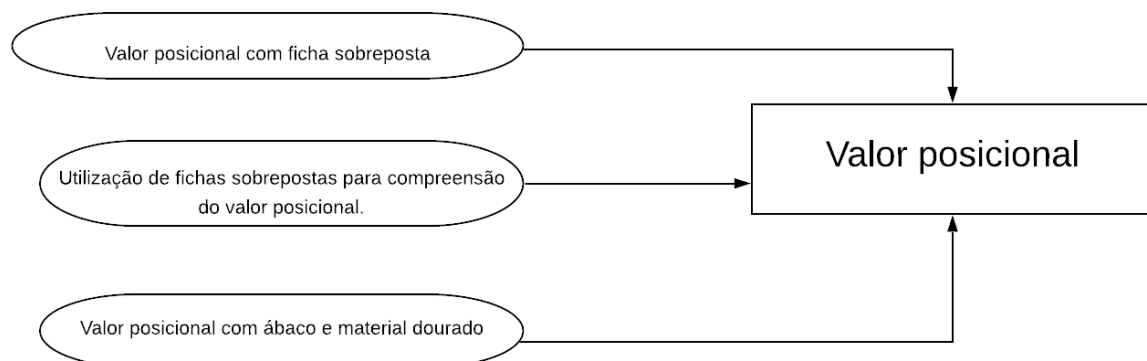 Valor posicional com ficha sobreposta
Utilização de fichas sobrepostas para compreensão
do valor posicional.
Valor posicional com ábaco e material dourado
Valor posicional